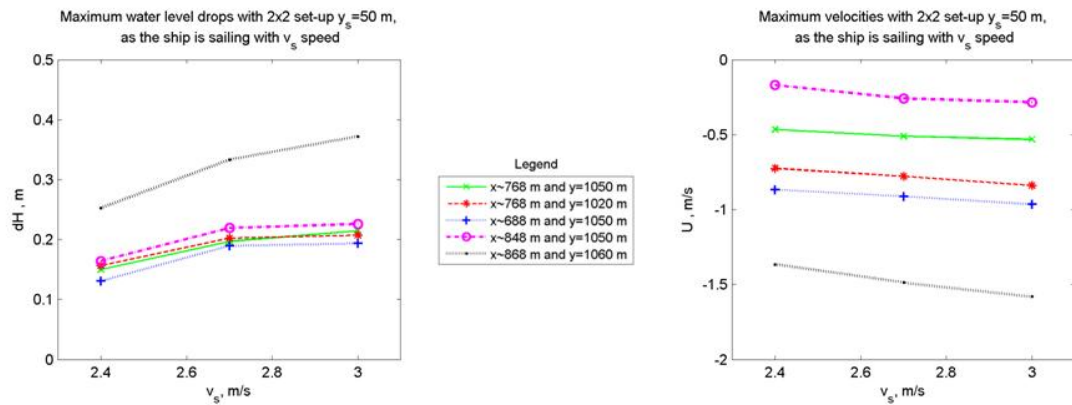 Maximum water level drops with 2x2 set-up y_s=50 m,
as the ship is sailing with v_s speed
0.5
0.4
0.3
0.2
0.1
0
2.4
2.6
2.8
3
dH , m
v_s, m/s
Legend
x~768 m and y=1050 m
x~768 m and y=1020 m
x~688 m and y=1050 m
x~848 m and y=1050 m
x~868 m and y=1060 m
Maximum velocities with 2x2 set-up y_s=50 m,
as the ship is sailing with v_s speed
0
-0.5
-1
-1.5
-2
2.4
2.6
2.8
3
U, m/s
v_s, m/s